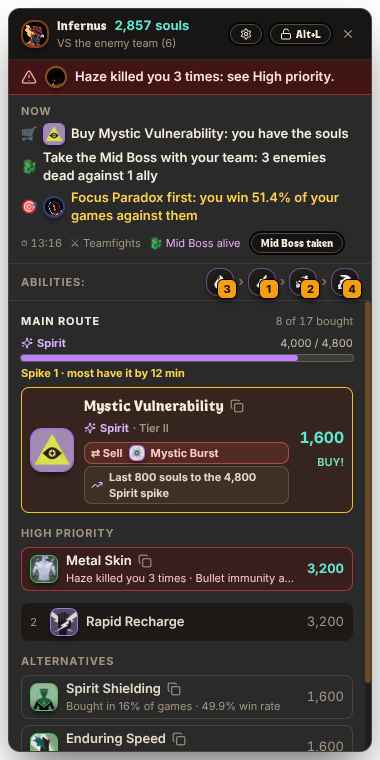 Infernus 2,857 souls
VS the enemy team (6)
Alt+L
Haze killed you 3 times: see High priority.
NOW
Buy Mystic Vulnerability: you have the souls
Take the Mid Boss with your team: 3 enemies
dead against 1 ally
Focus Paradox first: you win 51.4% of your
games against them
13:16 Teamfights Mid Boss alive Mid Boss taken
ABILITIES: 3 › 1 › 2 › 4
MAIN ROUTE 8 of 17 bought
Spirit 4,000 / 4,800
Spike 1 · most have it by 12 min
Mystic Vulnerability
Spirit · Tier II
1,600
BUY!
⇄ Sell Mystic Burst
Last 800 souls to the 4,800
Spirit spike
HIGH PRIORITY
Metal Skin
Haze killed you 3 times · Bullet immunity a...
3,200
2 Rapid Recharge 3,200
ALTERNATIVES
Spirit Shielding
Bought in 16% of games · 49.9% win rate
1,600
Enduring Speed
1,600